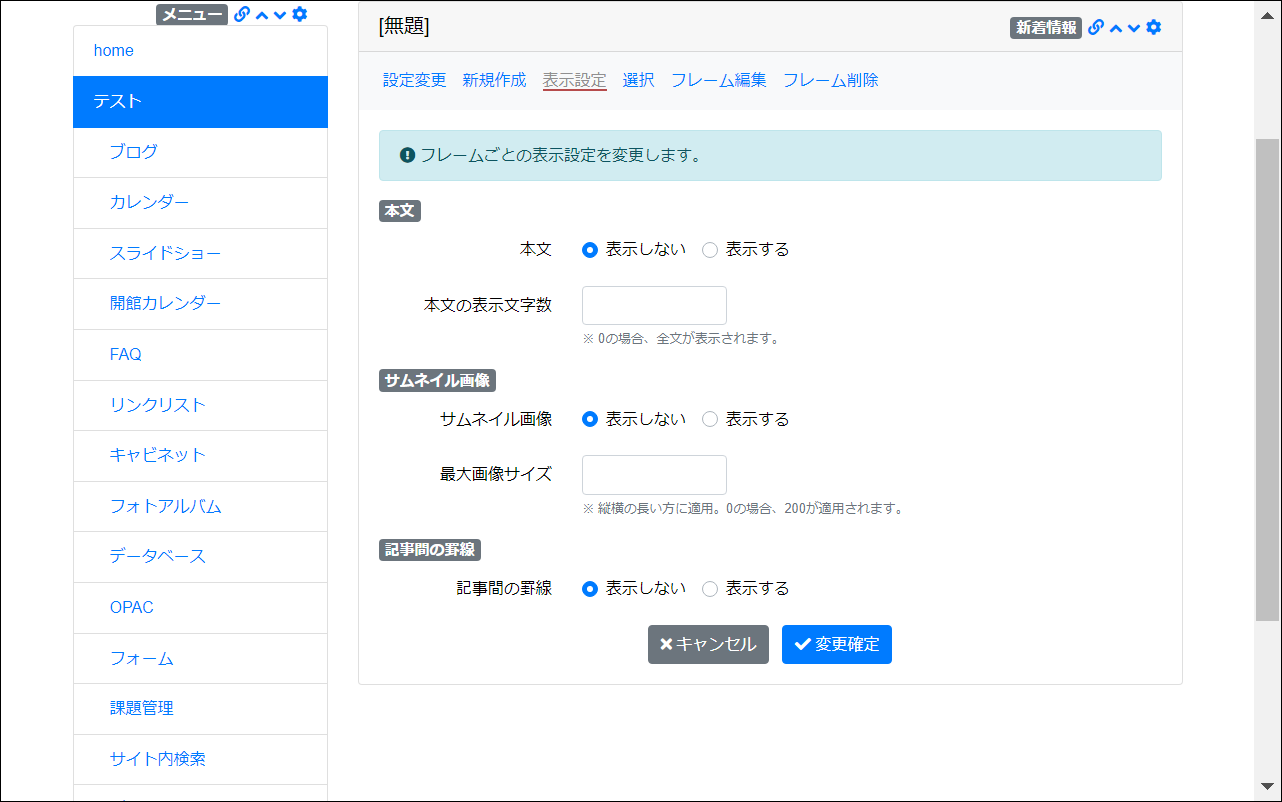 メニュー
home
テスト
ブログ
カレンダー
スライドショー
開館カレンダー
FAQ
リンクリスト
キャビネット
フォトアルバム
データベース
OPAC
フォーム
課題管理
サイト内検索
[無題]
新着情報
設定変更 新規作成 表示設定 選択 フレーム編集 フレーム削除
フレームごとの表示設定を変更します。
本文
本文 表示しない 表示する
本文の表示文字数
※ 0の場合、全文が表示されます。
サムネイル画像
サムネイル画像 表示しない 表示する
最大画像サイズ
※ 縦横の長い方に適用。0の場合、200が適用されます。
記事間の罫線
記事間の罫線 表示しない 表示する
キャンセル 変更確定